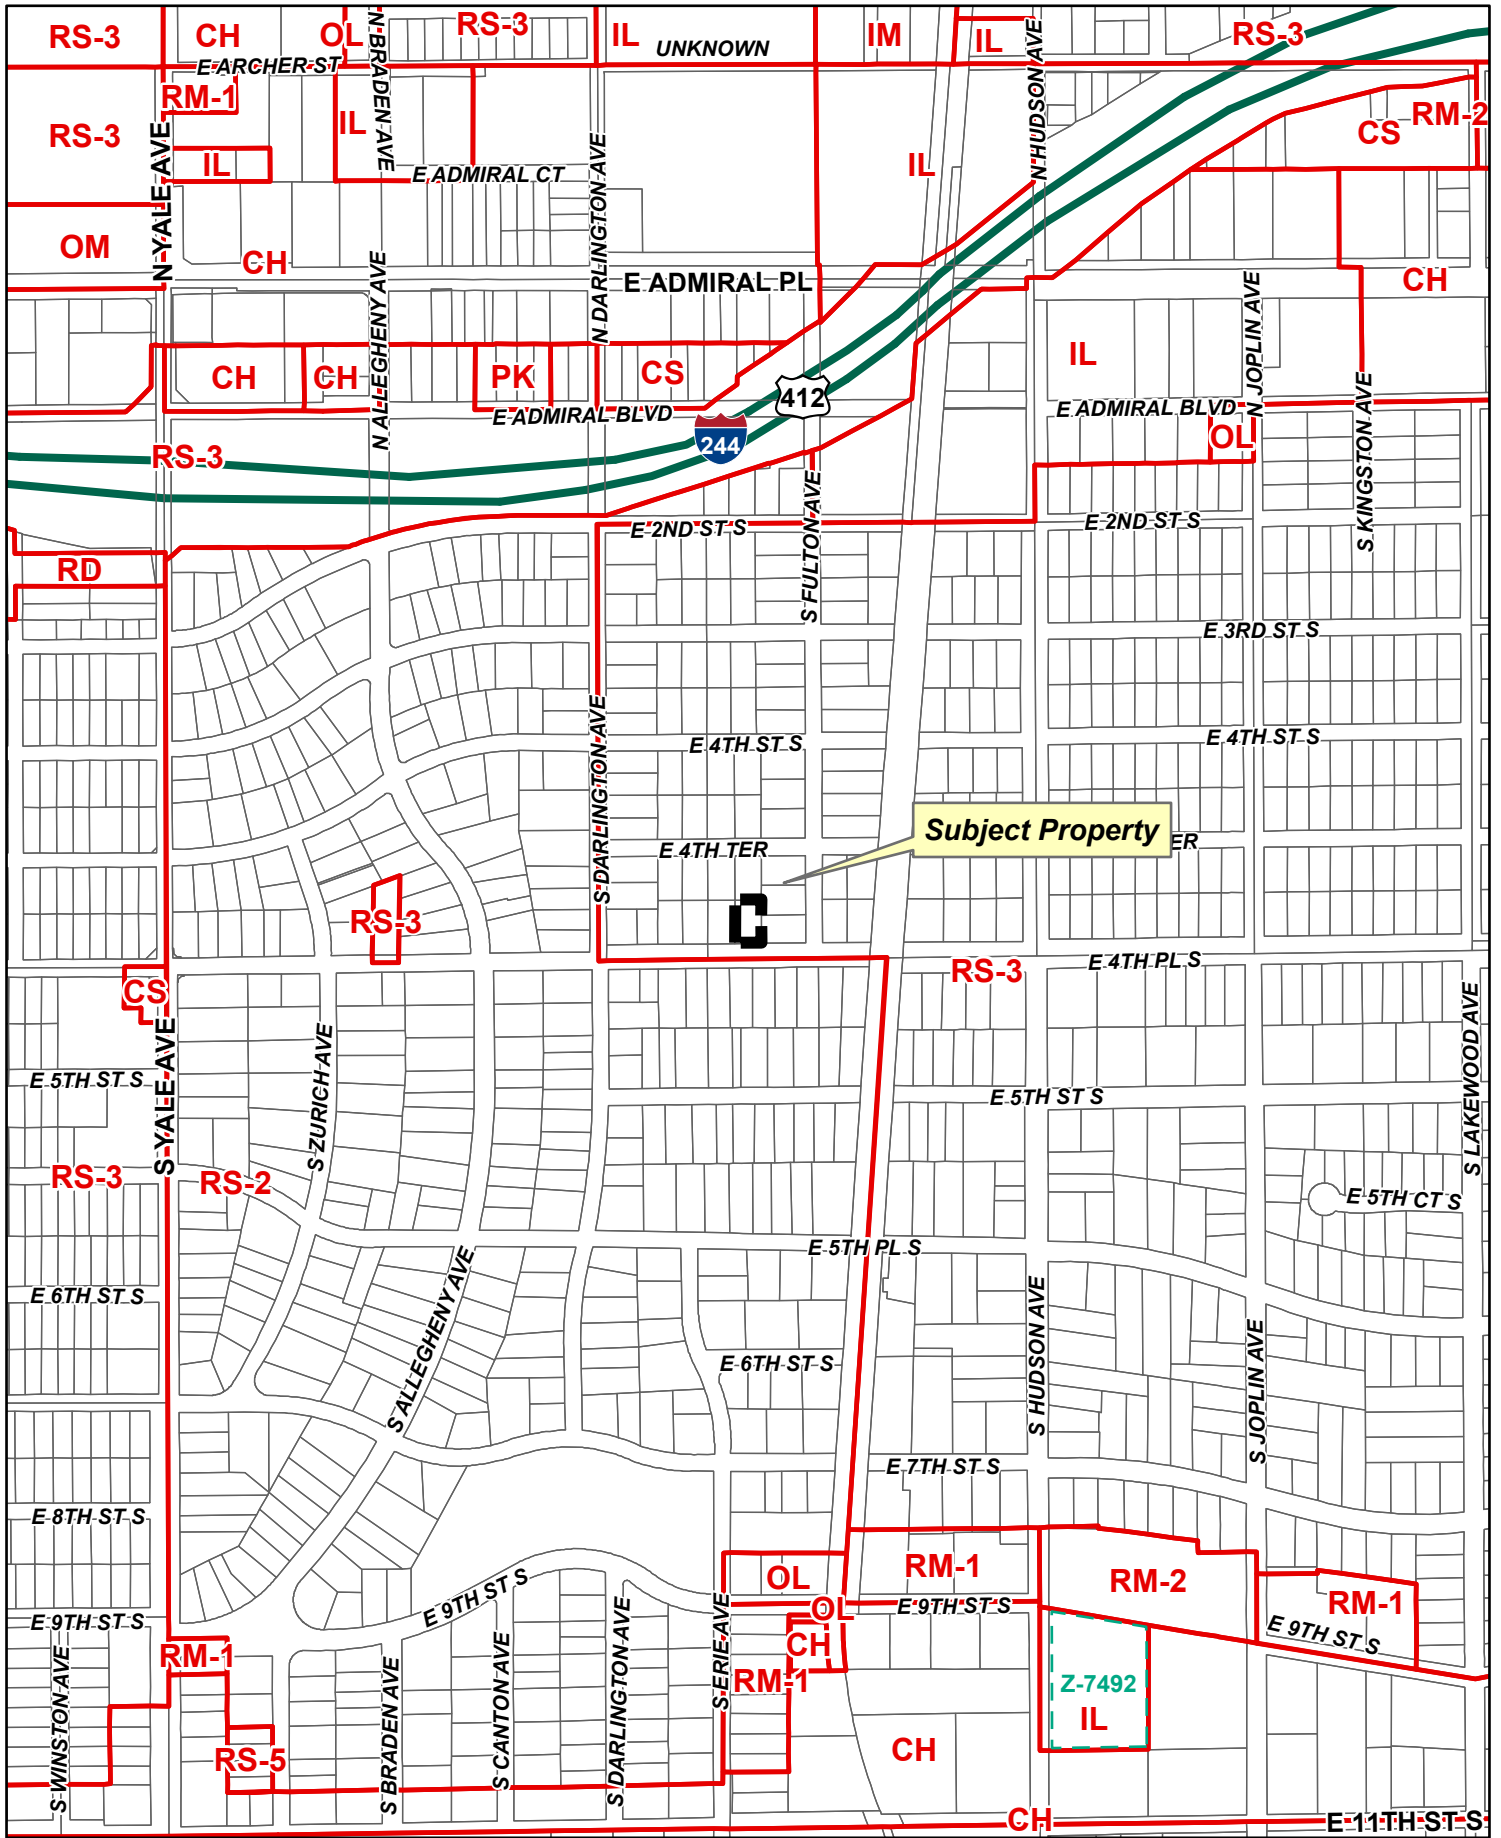 RS-3
CH
OL
N BRADEN AVE
RS-3
IL
UNKNOWN
IM
IL
N HUDSON AVE
RS-3
E ARCHER ST
RM-1
IL
RS-3
IL
N YALE AVE
E ADMIRAL CT
N DARLINGTON AVE
IL
CS
RM-2
OM
CH
N ALLEGHENY AVE
E ADMIRAL PL
N JOPLIN AVE
CH
CH
CH
PK
CS
IL
412
E ADMIRAL BLVD
E ADMIRAL BLVD
S KINGSTON AVE
244
OL
RS-3
S FULTON AVE
E 2ND ST S
E 2ND ST S
RD
E 3RD ST S
S DARLINGTON AVE
E 4TH ST S
E 4TH ST S
Subject Property
ER
E 4TH TER
RS-3
C
RS-3
E 4TH PL S
CS
S YALE AVE
S ZURICH AVE
S LAKEWOOD AVE
E 5TH ST S
E 5TH ST S
RS-3
RS-2
E 5TH CT S
E 5TH PL S
E 6TH ST S
S ALLEGHENY AVE
S HUDSON AVE
E 6TH ST S
S JOPLIN AVE
E 7TH ST S
E 8TH ST S
OL
RM-1
RM-2
RM-1
E 9TH ST S
E 9TH ST S
OL
E 9TH ST S
E 9TH ST S
RM-1
S WINSTON AVE
S BRADEN AVE
S CANTON AVE
S DARLINGTON AVE
S ERIE AVE
CH
RM-1
Z-7492
IL
RS-5
CH
CH
E 11TH ST S